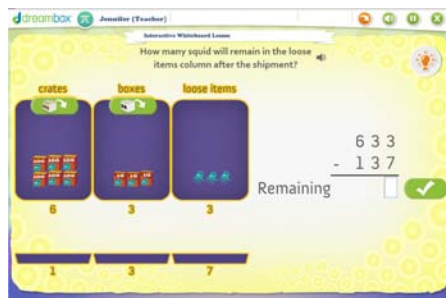 dreambox
Jennifer (Teacher)
Interactive Whiteboard Lesson
How many squid will remain in the loose
items column after the shipment?
crates boxes loose items
6 3 3
1 3 7
6 3 3
- 1 3 7
Remaining